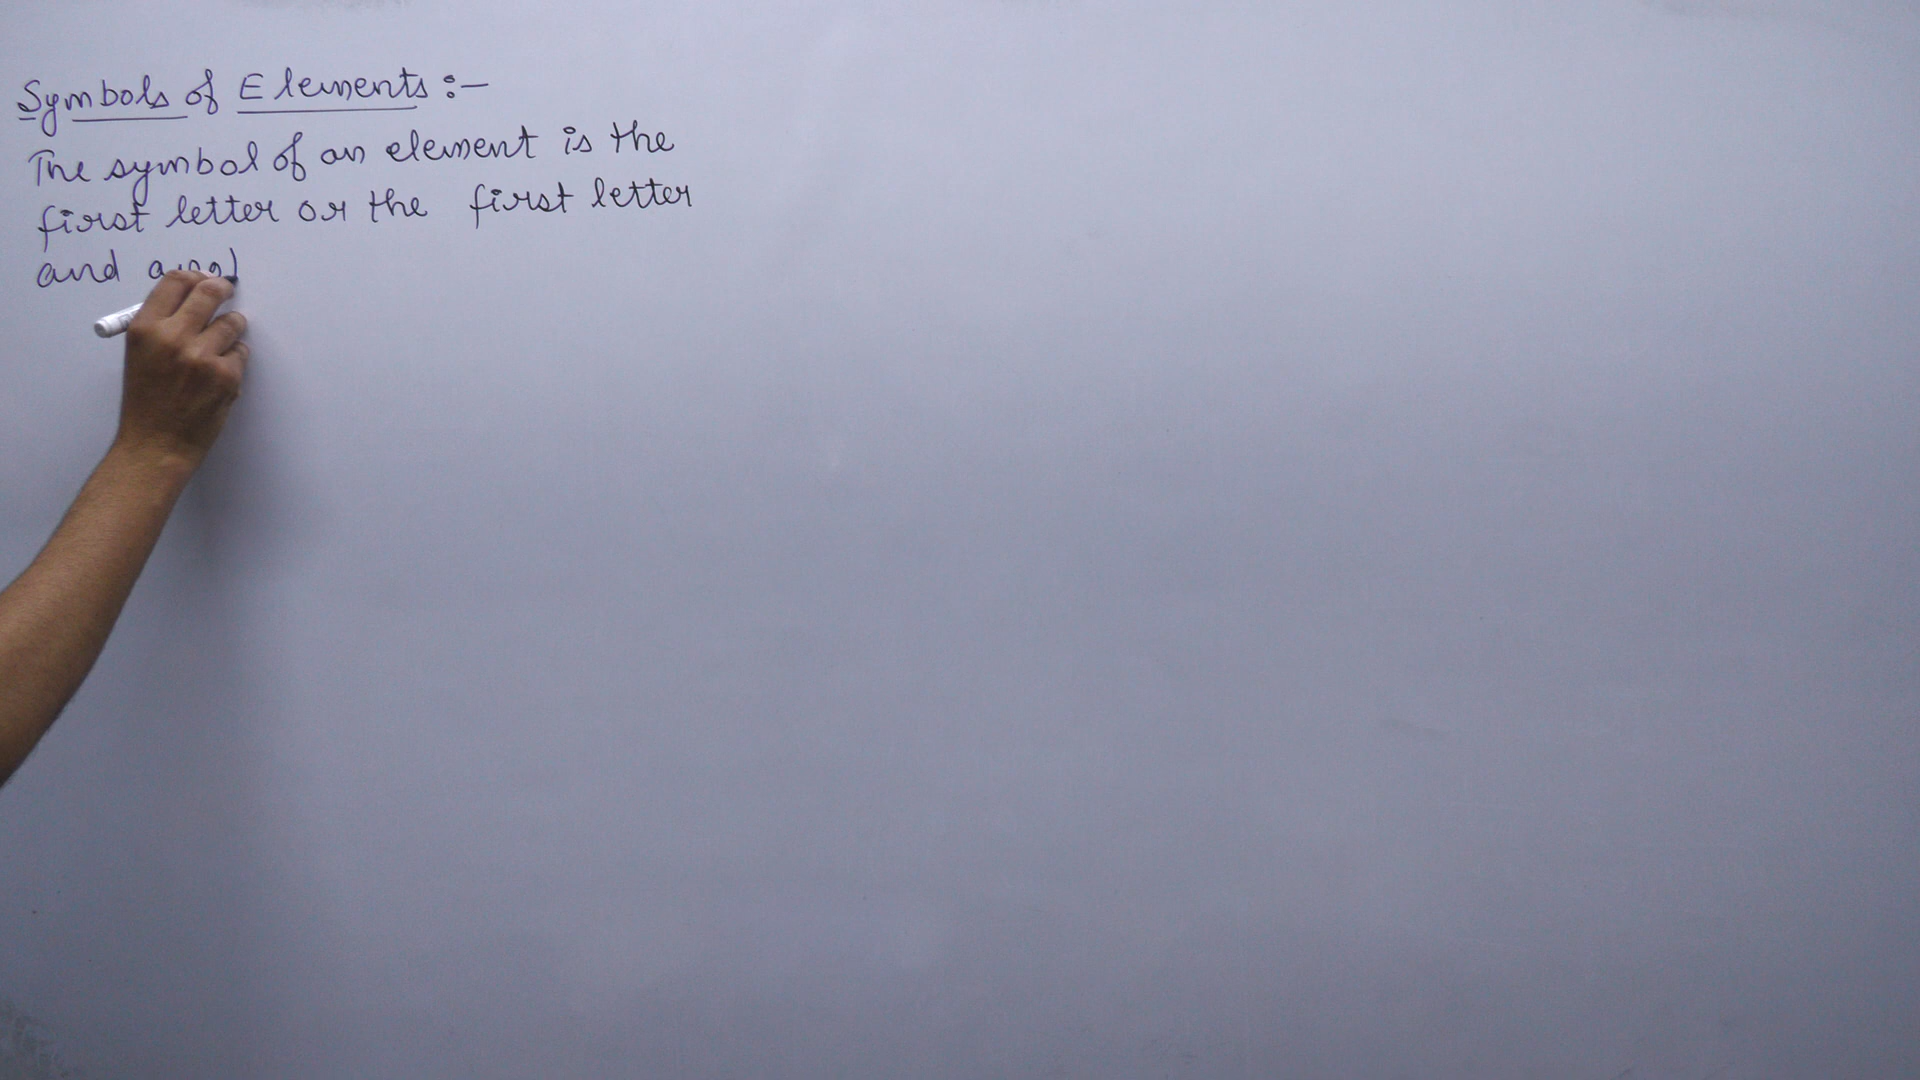 Symbols of Elements :-
The symbol of an element is the
first letter or the first letter
and